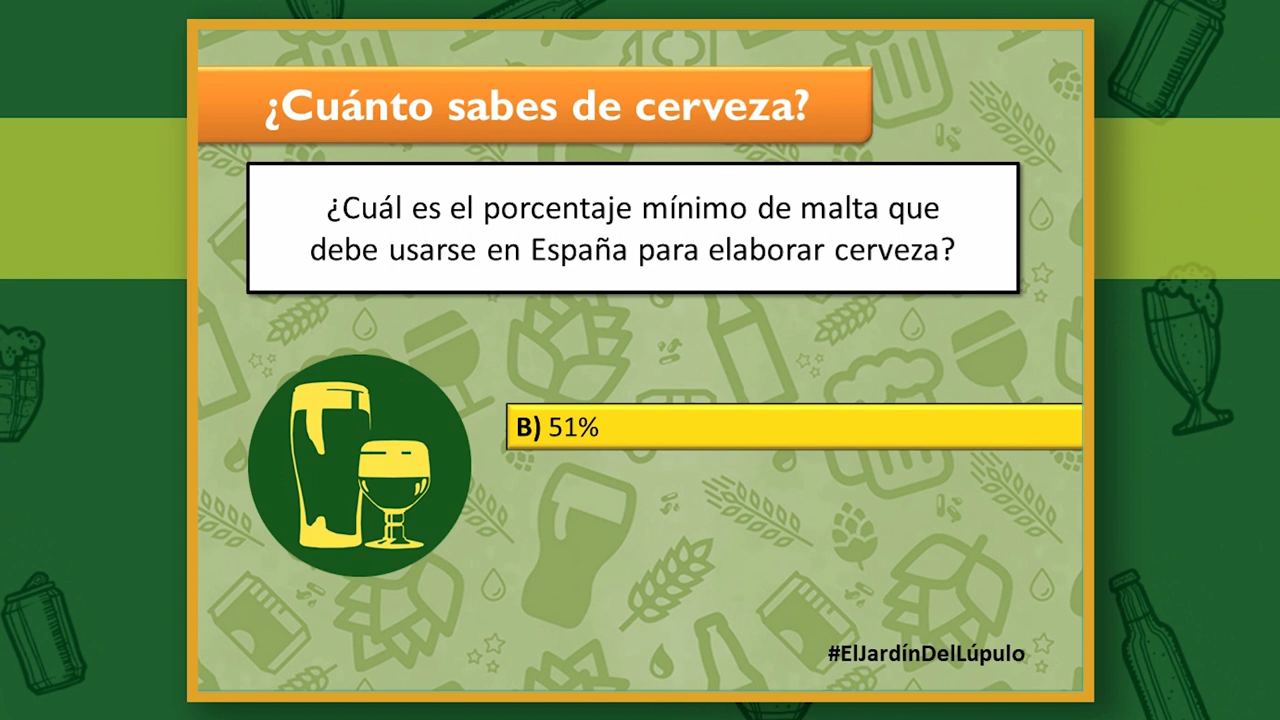 ¿Cuánto sabes de cerveza?
¿Cuál es el porcentaje mínimo de malta que
debe usarse en España para elaborar cerveza?
B) 51%
#ElJardínDelLúpulo